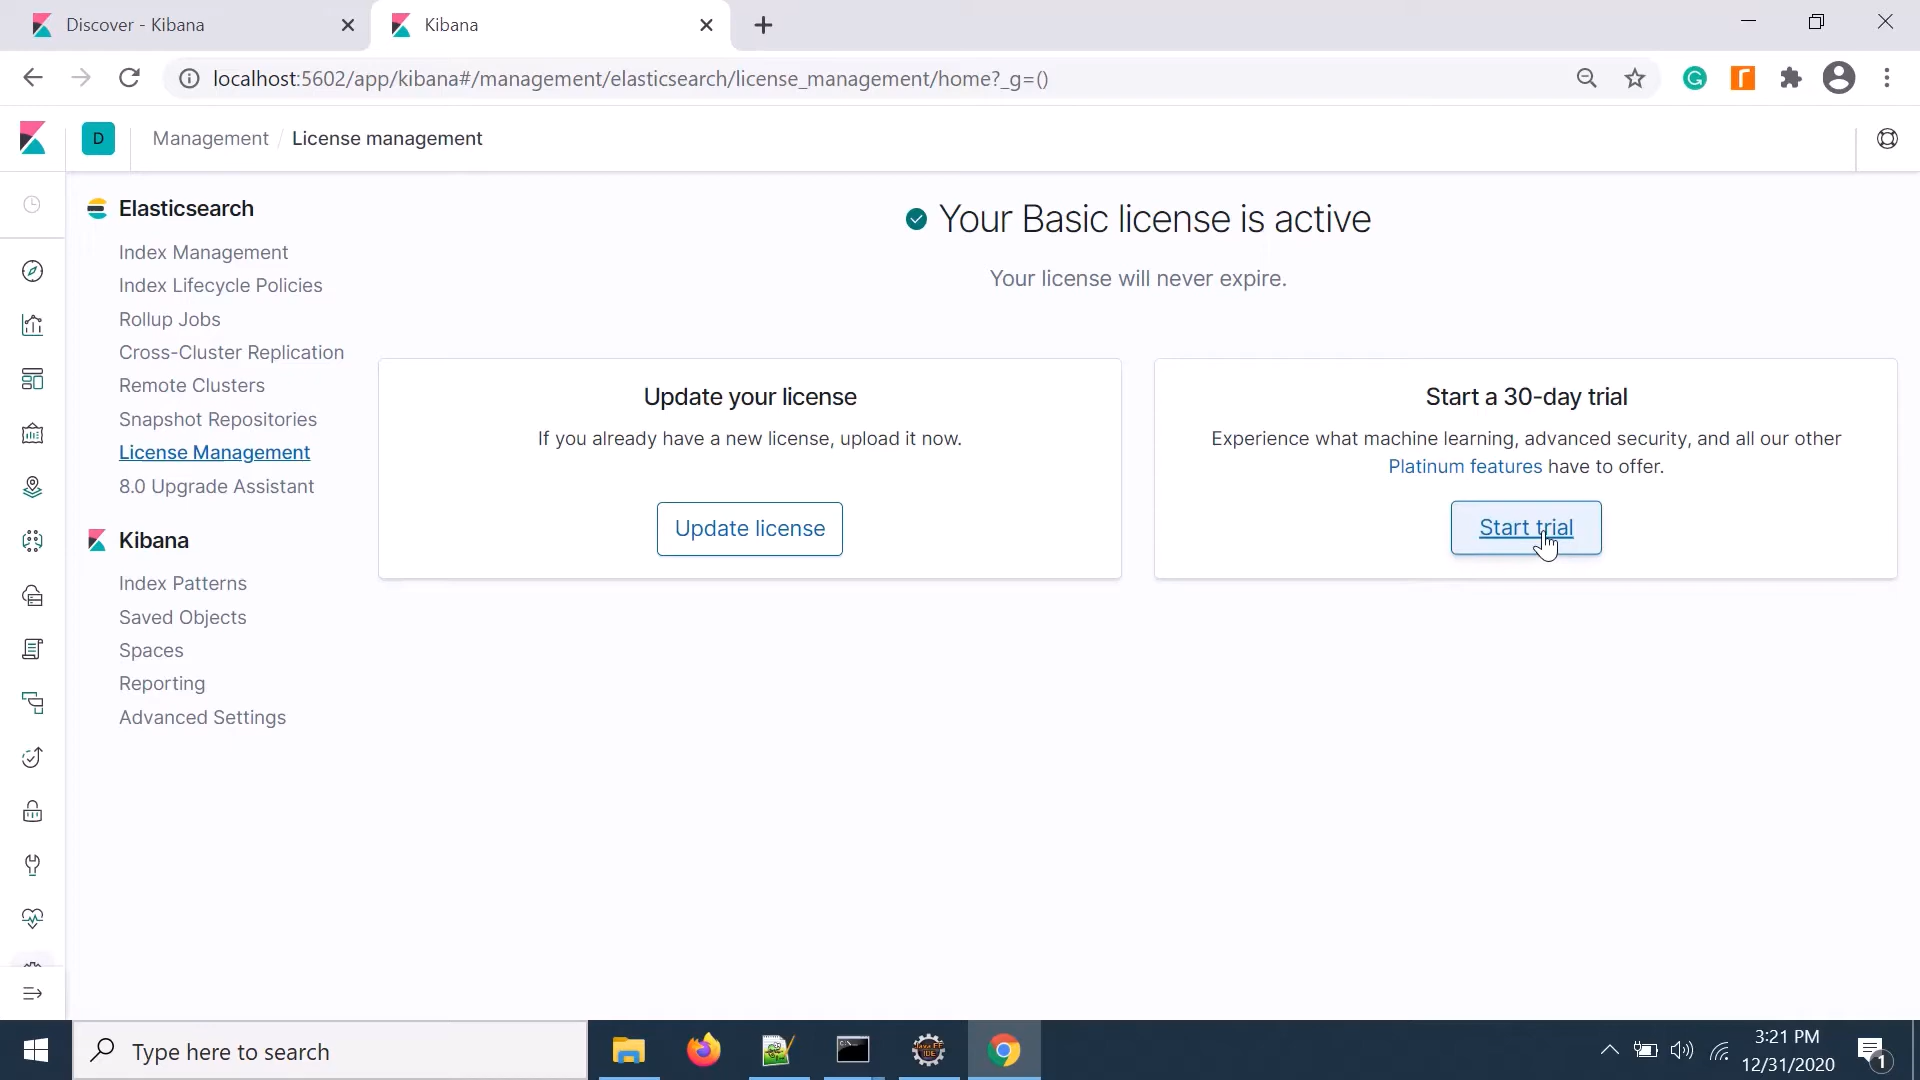 Discover - Kibana
Kibana
localhost:5602/app/kibana#/management/elasticsearch/license_management/home?_g=()
D
Management / License management
Elasticsearch
Index Management
Index Lifecycle Policies
Rollup Jobs
Cross-Cluster Replication
Remote Clusters
Snapshot Repositories
License Management
8.0 Upgrade Assistant
Kibana
Index Patterns
Saved Objects
Spaces
Reporting
Advanced Settings
Your Basic license is active
Your license will never expire.
Update your license
If you already have a new license, upload it now.
Update license
Start a 30-day trial
Experience what machine learning, advanced security, and all our other
Platinum features have to offer.
Start trial
Type here to search
3:21 PM
12/31/2020
1